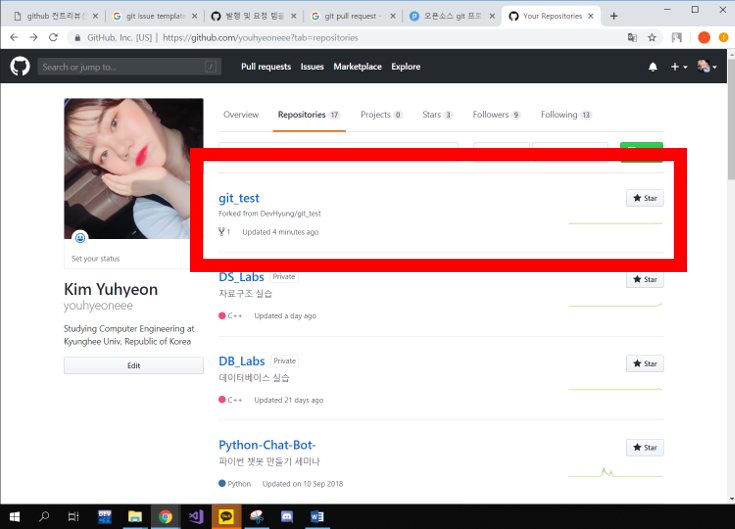 github 컨트리뷰션
git issue template
발행 및 요청 템플
git pull request -
오픈소스 git 프로
Your Repositories
GitHub, Inc. [US] | https://github.com/youhyeoneee?tab=repositories
Search or jump to... /
Pull requests Issues Marketplace Explore
Overview Repositories 17 Projects 0 Stars 3 Followers 9 Following 13
git_test
Star
Forked from DevHyung/git_test
1 Updated 4 minutes ago
Set your status
Kim Yuhyeon
youhyeoneee
Studying Computer Engineering at
Kyunghee Univ, Republic of Korea
Edit
DS_Labs Private
Star
자료구조 실습
C++ Updated a day ago
DB_Labs Private
Star
데이터베이스 실습
C++ Updated 21 days ago
Python-Chat-Bot-
Star
파이썬 챗봇 만들기 세미나
Python Updated on 10 Sep 2018